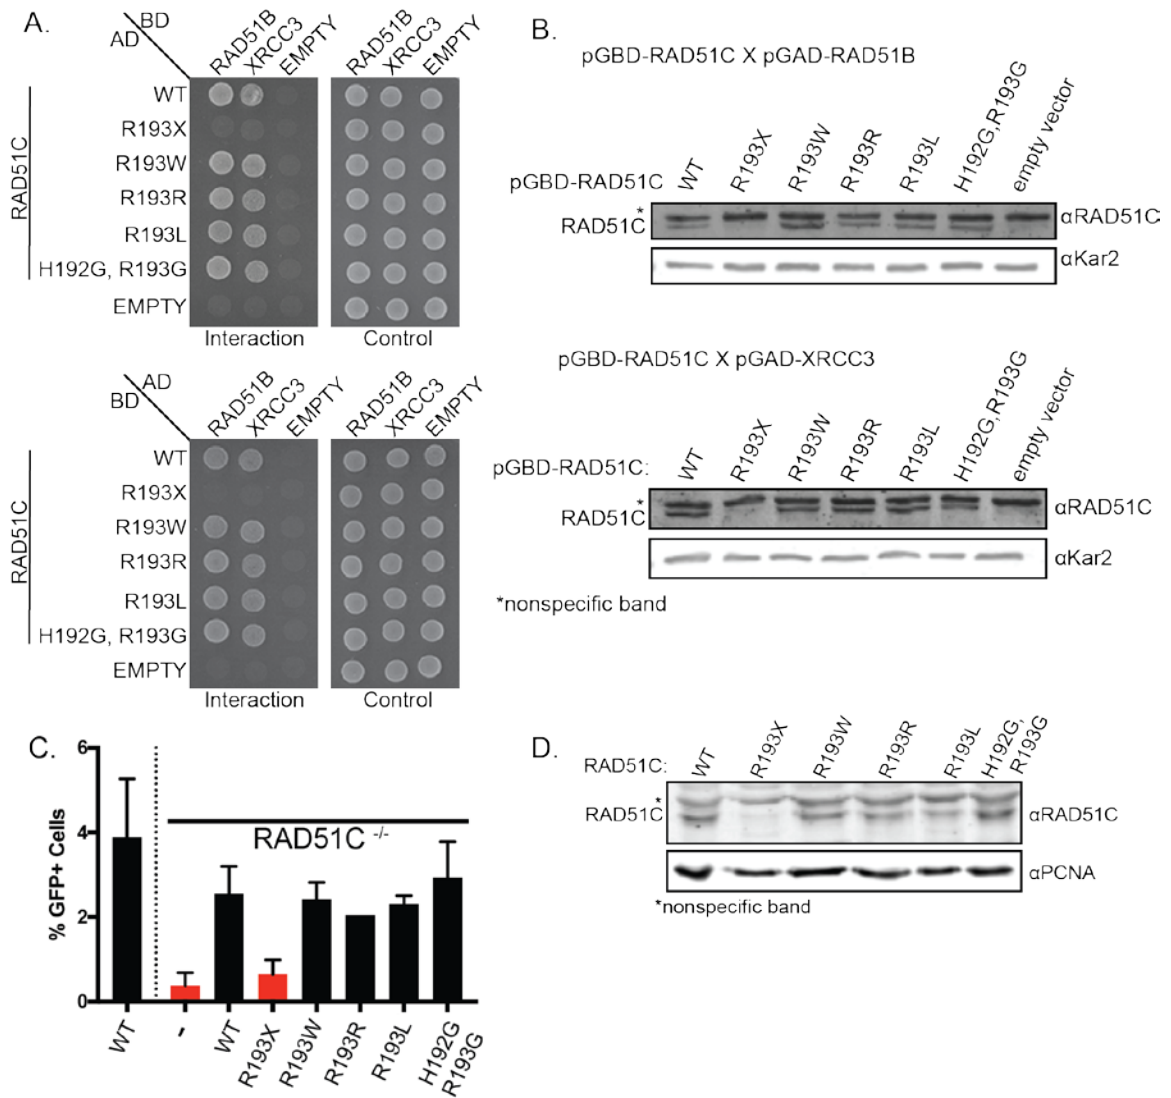 A.
BD
AD
RAD51B
XRCC3
EMPTY
RAD51B
XRCC3
EMPTY
RAD51C
WT
R193X
R193W
R193R
R193L
H192G, R193G
EMPTY
Interaction
Control
AD
BD
RAD51B
XRCC3
EMPTY
RAD51B
XRCC3
EMPTY
RAD51C
WT
R193X
R193W
R193R
R193L
H192G, R193G
EMPTY
Interaction
Control
B.
pGBD-RAD51C X pGAD-RAD51B
pGBD-RAD51C
WT
R193X
R193W
R193R
R193L
H192G,R193G
empty vector
*
RAD51C
αRAD51C
αKar2
pGBD-RAD51C X pGAD-XRCC3
pGBD-RAD51C:
WT
R193X
R193W
R193R
R193L
H192G,R193G
empty vector
*
RAD51C
αRAD51C
αKar2
*nonspecific band
C.
% GFP+ Cells
6
4
2
0
RAD51C -/-
WT
-
WT
R193X
R193W
R193R
R193L
H192G
R193G
D.
RAD51C:
WT
R193X
R193W
R193R
R193L
H192G,
R193G
*
RAD51C
αRAD51C
αPCNA
*nonspecific band